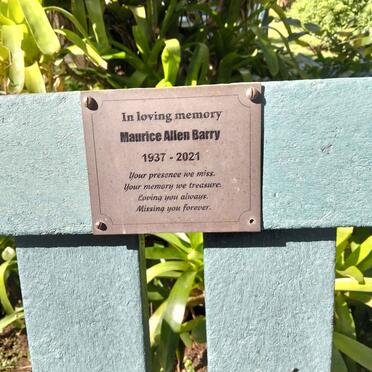 In loving memory
Maurice Allen Barry
1937 - 2021
Your presence we miss.
Your memory we treasure.
Loving you always.
Missing you forever.